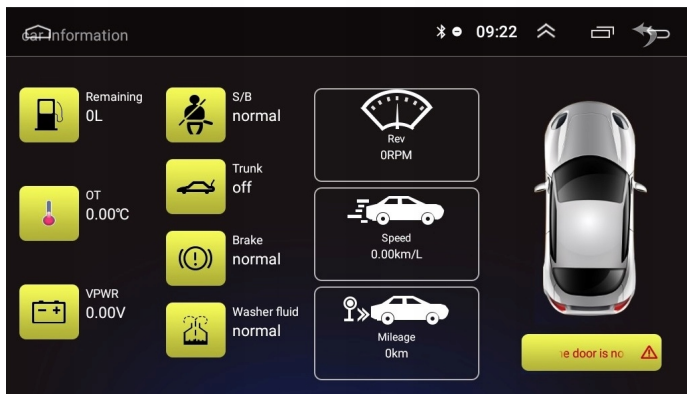 car Information
09:22
Remaining
0L
OT
0.00℃
VPWR
0.00V
S/B
normal
Trunk
off
Brake
normal
Washer fluid
normal
Rev
0RPM
Speed
0.00km/L
Mileage
0km
e door is no